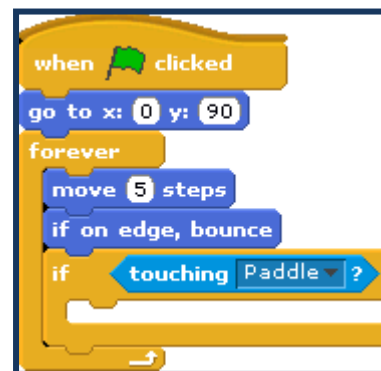 when clicked
go to x: 0 y: 90
forever
move 5 steps
if on edge, bounce
if touching Paddle ?